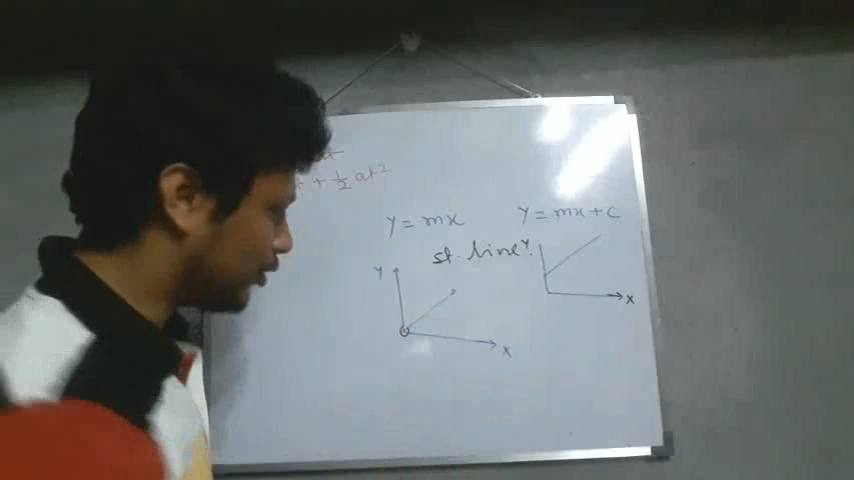 + 1/2 at²
y = mx
y = mx + c
st. line
Y
X
Y
X